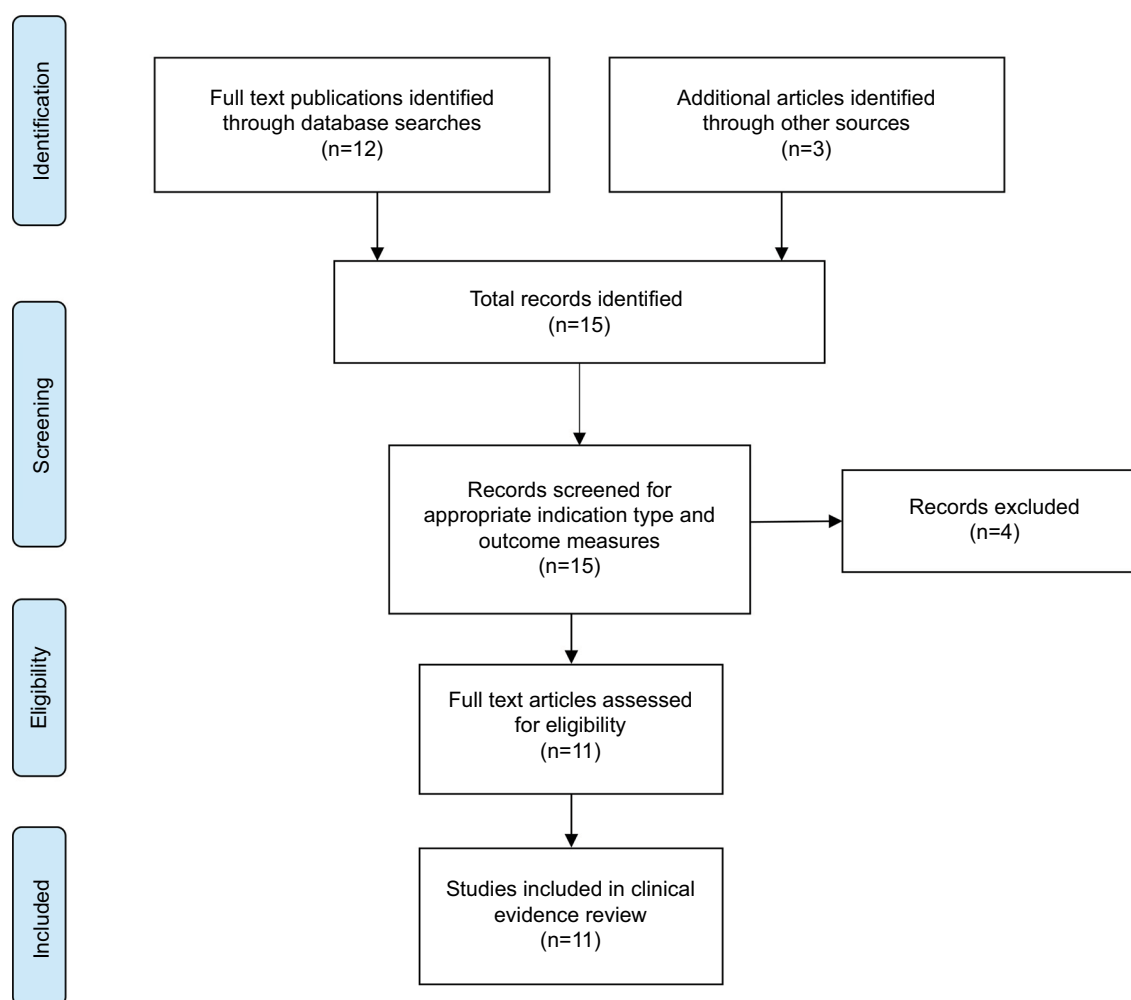 Identification
Full text publications identified
through database searches
(n=12)
Additional articles identified
through other sources
(n=3)
Screening
Total records identified
(n=15)
Records screened for
appropriate indication type and
outcome measures
(n=15)
Records excluded
(n=4)
Eligibility
Full text articles assessed
for eligibility
(n=11)
Included
Studies included in clinical
evidence review
(n=11)